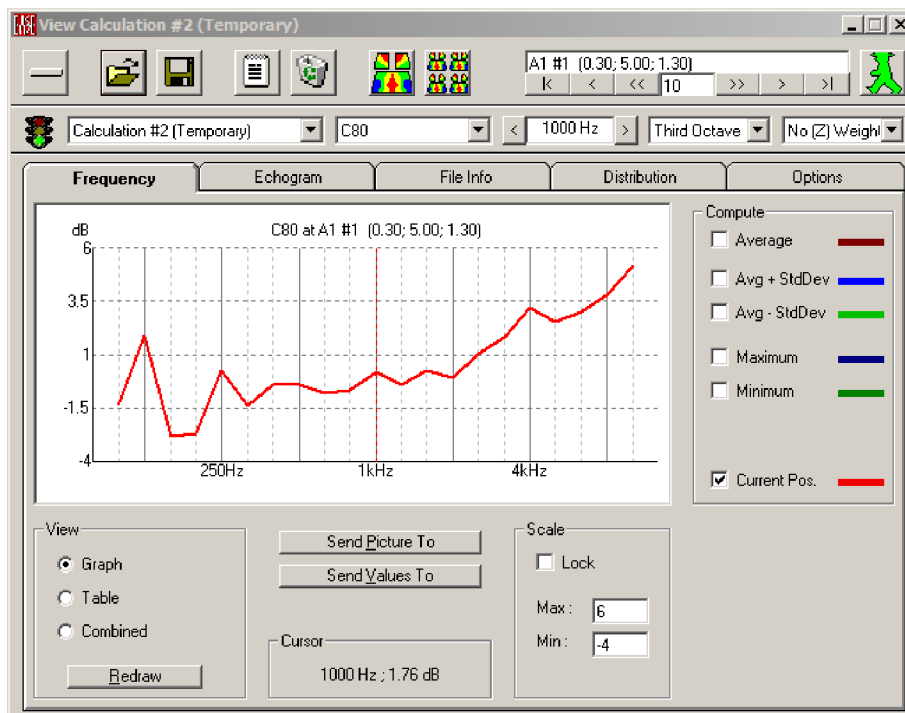 EASE View Calculation #2 (Temporary)
A1 #1 (0.30; 5.00; 1.30)
|< < << 10 >> > >|
Calculation #2 (Temporary) C80 < 1000 Hz > Third Octave No (Z) Weight
Frequency Echogram File Info Distribution Options
dB C80 at A1 #1 (0.30; 5.00; 1.30)
6
3.5
1
-1.5
-4
250Hz 1kHz 4kHz
Compute
Average
Avg + StdDev
Avg - StdDev
Maximum
Minimum
Current Pos.
View
Graph
Table
Combined
Redraw
Send Picture To
Send Values To
Cursor
1000 Hz ; 1.76 dB
Scale
Lock
Max : 6
Min : -4